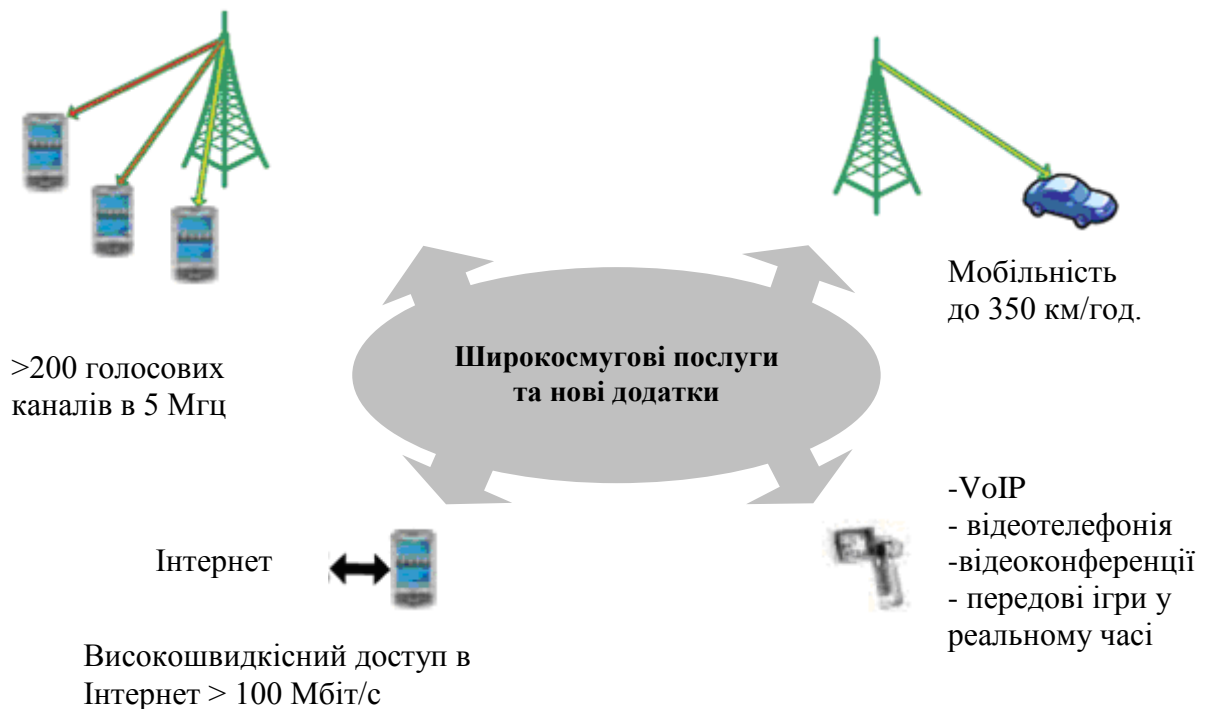 Мобільність
до 350 км/год.
>200 голосових
каналів в 5 Мгц
Широкосмугові послуги
та нові додатки
Інтернет
Високошвидкісний доступ в
Інтернет > 100 Мбіт/с
-VoIP
- відеотелефонія
-відеоконференції
- передові ігри у
реальному часі